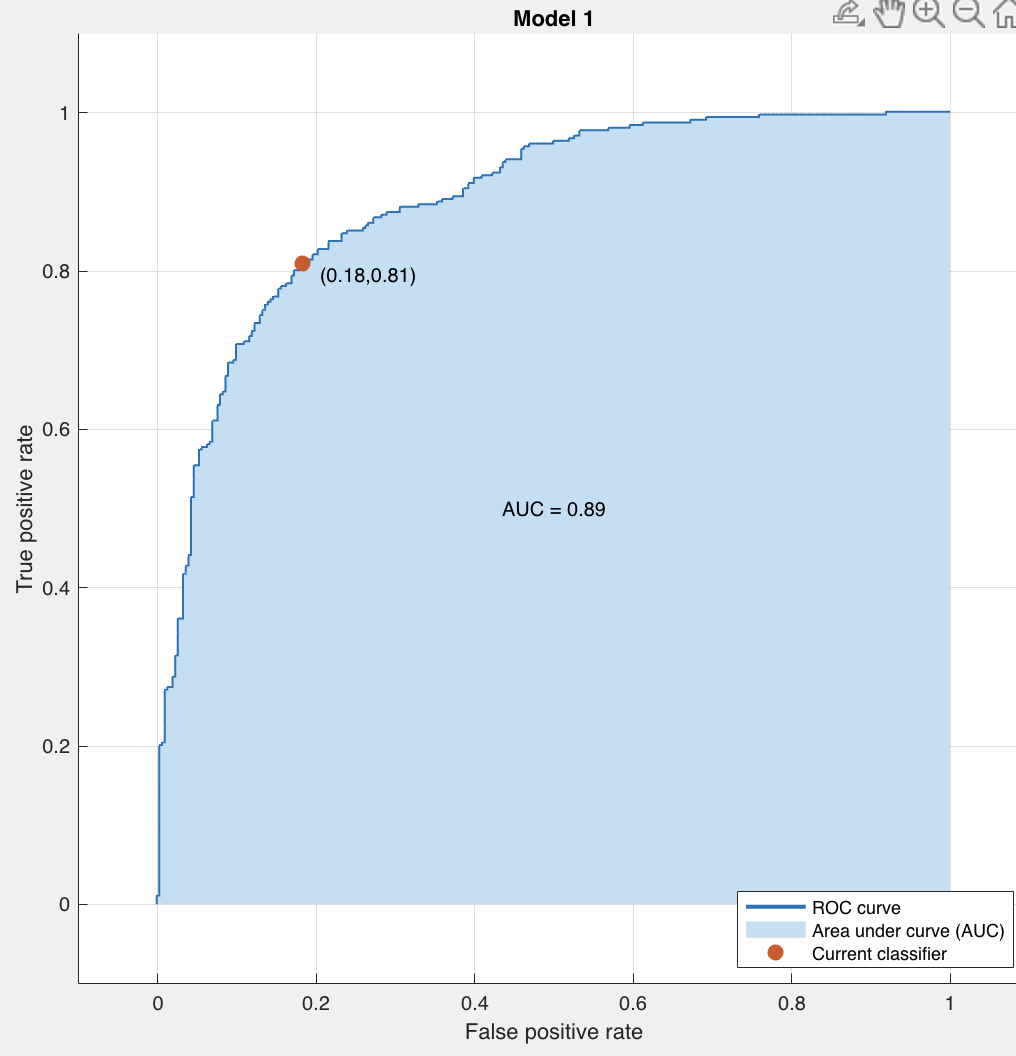 Model 1
1
0.8
0.6
0.4
0.2
0
True positive rate
(0.18,0.81)
AUC = 0.89
ROC curve
Area under curve (AUC)
Current classifier
0 0.2 0.4 0.6 0.8 1
False positive rate